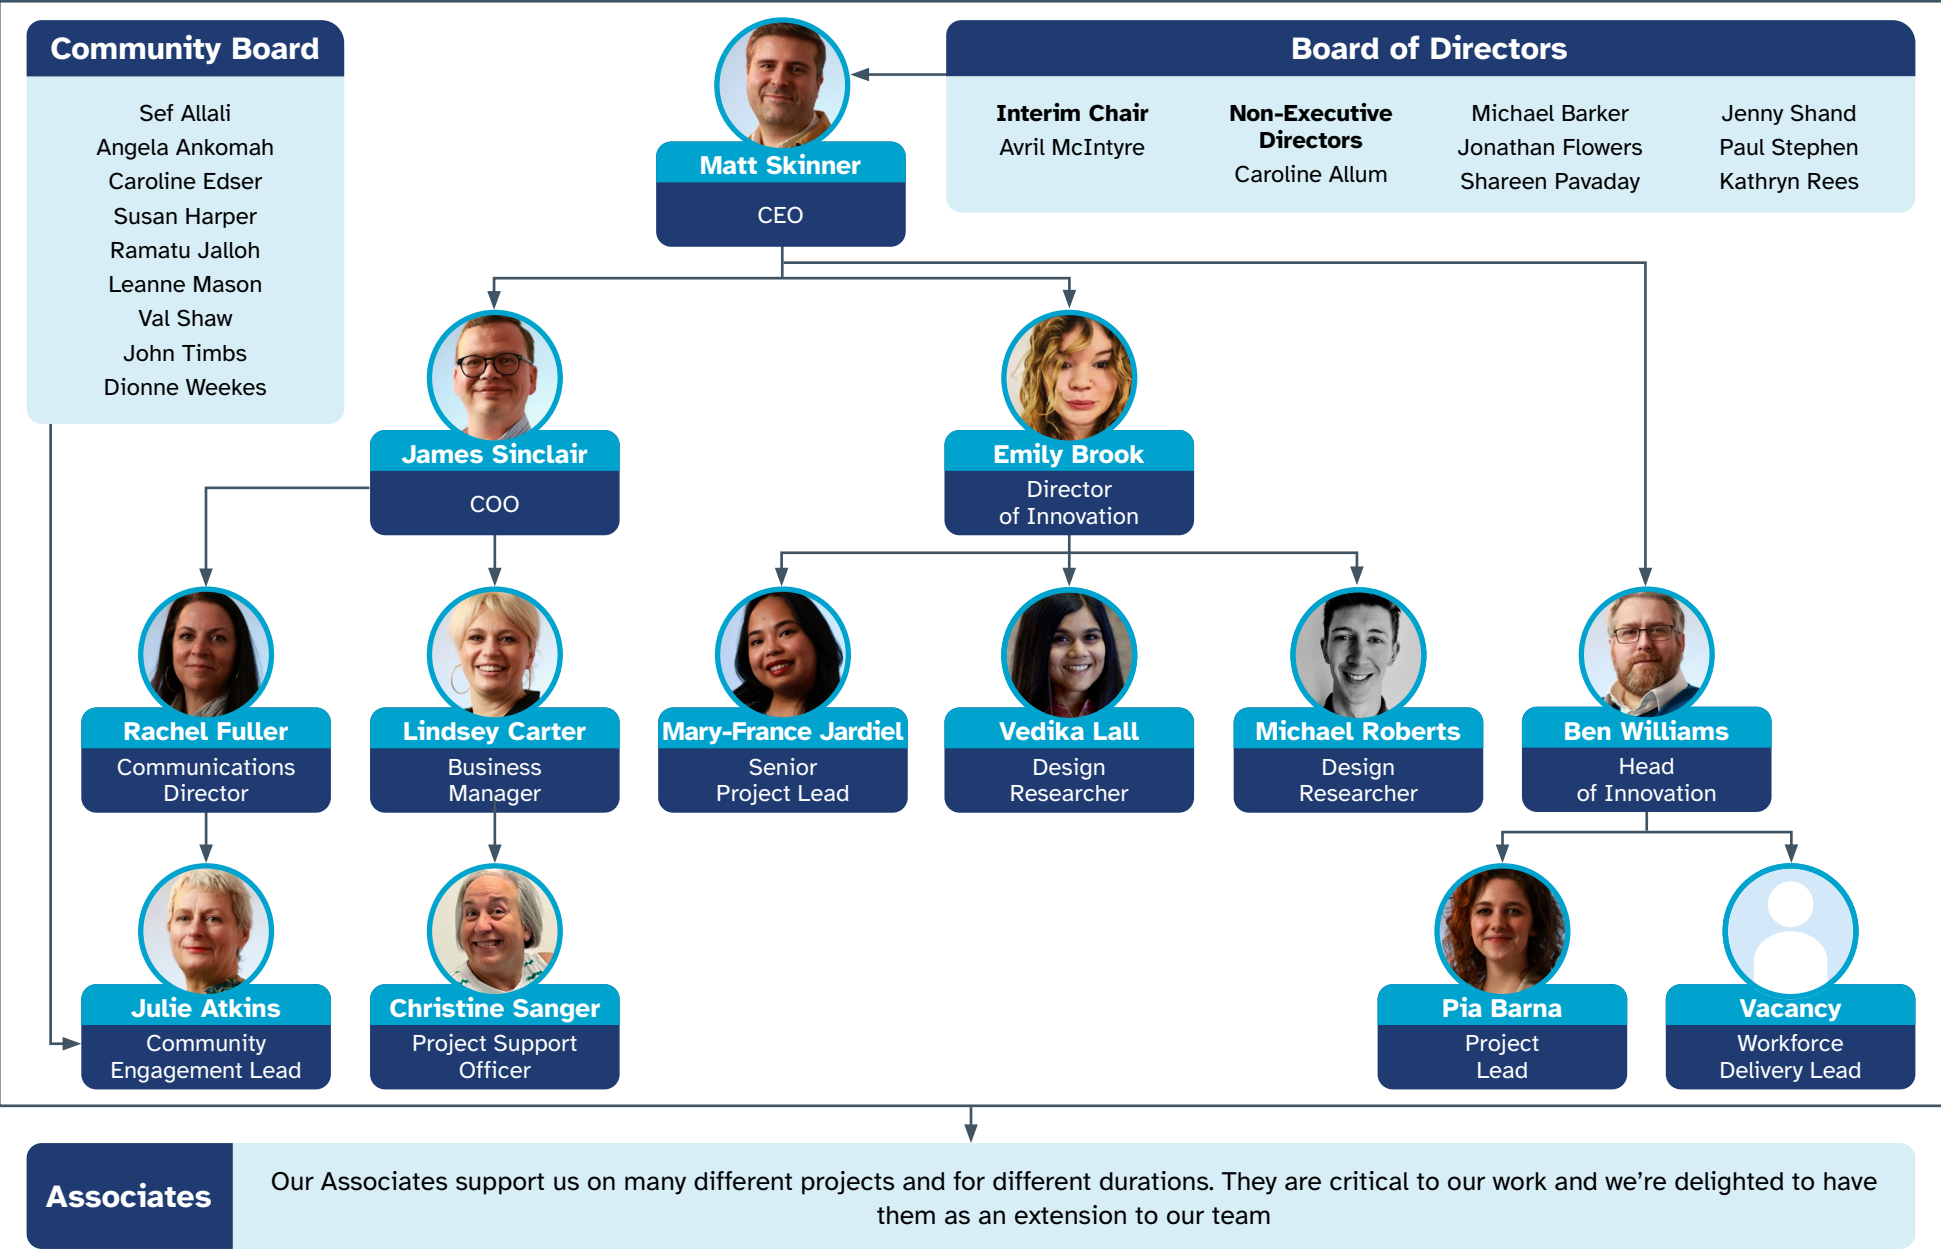 Community Board
Sef Allali
Angela Ankomah
Caroline Edser
Susan Harper
Ramatu Jalloh
Leanne Mason
Val Shaw
John Timbs
Dionne Weekes
Matt Skinner
CEO
Board of Directors
Interim Chair
Avril McIntyre
Non-Executive
Directors
Caroline Allum
Michael Barker
Jonathan Flowers
Shareen Pavaday
Jenny Shand
Paul Stephen
Kathryn Rees
James Sinclair
COO
Emily Brook
Director
of Innovation
Rachel Fuller
Communications
Director
Lindsey Carter
Business
Manager
Mary-France Jardiel
Senior
Project Lead
Vedika Lall
Design
Researcher
Michael Roberts
Design
Researcher
Ben Williams
Head
of Innovation
Julie Atkins
Community
Engagement Lead
Christine Sanger
Project Support
Officer
Pia Barna
Project
Lead
Vacancy
Workforce
Delivery Lead
Associates
Our Associates support us on many different projects and for different durations. They are critical to our work and we’re delighted to have
them as an extension to our team